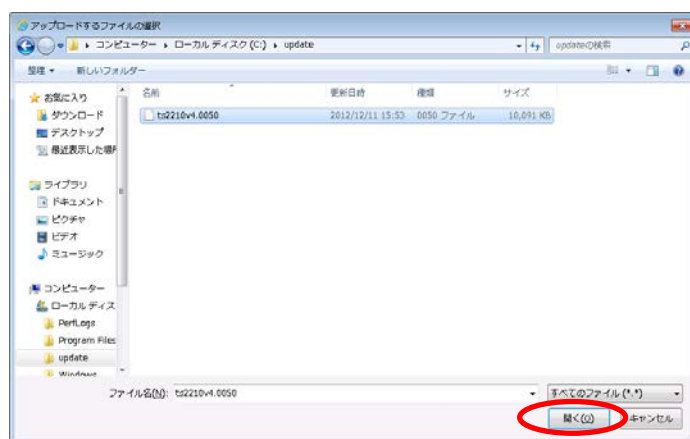 アップロードするファイルの選択
コンピューター ▸ ローカル ディスク (C:) ▸ update
updateの検索
整理 ▾ 新しいフォルダー
名前 更新日時 種類 サイズ
ts2210v4.0050 2012/12/11 15:53 0050 ファイル 10,091 KB
お気に入り
ダウンロード
デスクトップ
最近表示した場所
ライブラリ
ドキュメント
ピクチャ
ビデオ
ミュージック
コンピューター
ローカル ディス
PerfLogs
Program Files
update
Windows
ファイル名(N): ts2210v4.0050
すべてのファイル (*.*)
開く(O) キャンセル